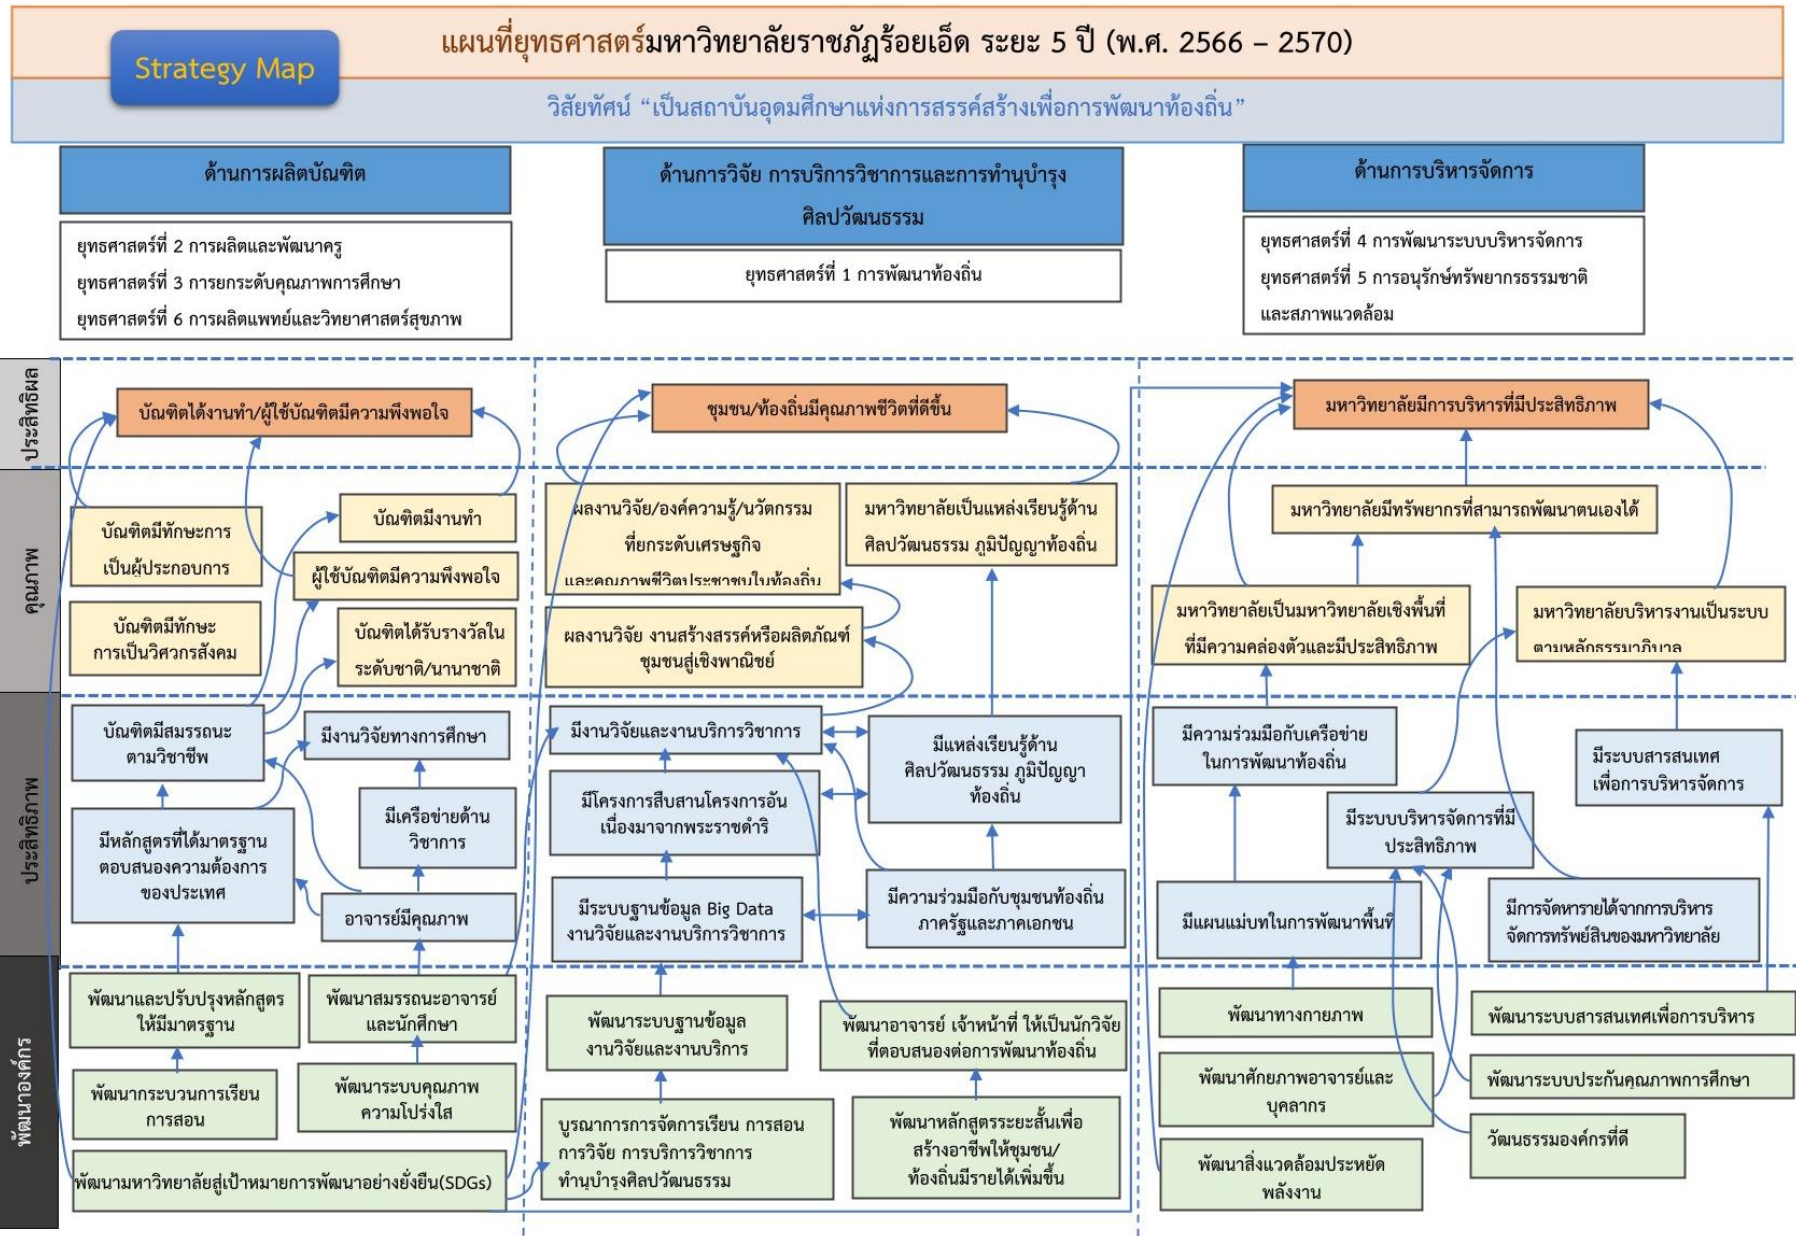 Strategy Map
แผนที่ยุทธศาสตร์มหาวิทยาลัยราชภัฏร้อยเอ็ด ระยะ 5 ปี (พ.ศ. 2566 – 2570)
วิสัยทัศน์ “เป็นสถาบันอุดมศึกษาแห่งการสรรค์สร้างเพื่อการพัฒนาท้องถิ่น”
ด้านการผลิตบัณฑิต
ยุทธศาสตร์ที่ 2 การผลิตและพัฒนาครู
ยุทธศาสตร์ที่ 3 การยกระดับคุณภาพการศึกษา
ยุทธศาสตร์ที่ 6 การผลิตแพทย์และวิทยาศาสตร์สุขภาพ
ด้านการวิจัย การบริการวิชาการและการทำนุบำรุง
ศิลปวัฒนธรรม
ยุทธศาสตร์ที่ 1 การพัฒนาท้องถิ่น
ด้านการบริหารจัดการ
ยุทธศาสตร์ที่ 4 การพัฒนาระบบบริหารจัดการ
ยุทธศาสตร์ที่ 5 การอนุรักษ์ทรัพยากรธรรมชาติ
และสภาพแวดล้อม
ประสิทธิผล
บัณฑิตได้งานทำ/ผู้ใช้บัณฑิตมีความพึงพอใจ
ชุมชน/ท้องถิ่นมีคุณภาพชีวิตที่ดีขึ้น
มหาวิทยาลัยมีการบริหารที่มีประสิทธิภาพ
คุณภาพ
บัณฑิตมีทักษะการ
เป็นผู้ประกอบการ
บัณฑิตมีงานทำ
ผู้ใช้บัณฑิตมีความพึงพอใจ
บัณฑิตมีทักษะ
การเป็นวิศวกรสังคม
บัณฑิตได้รับรางวัลใน
ระดับชาติ/นานาชาติ
ผลงานวิจัย/องค์ความรู้/นวัตกรรม
ที่ยกระดับเศรษฐกิจ
และคุณภาพชีวิตประชาชนในท้องถิ่น
มหาวิทยาลัยเป็นแหล่งเรียนรู้ด้าน
ศิลปวัฒนธรรม ภูมิปัญญาท้องถิ่น
ผลงานวิจัย งานสร้างสรรค์หรือผลิตภัณฑ์
ชุมชนสู่เชิงพาณิชย์
มหาวิทยาลัยมีทรัพยากรที่สามารถพัฒนาตนเองได้
มหาวิทยาลัยเป็นมหาวิทยาลัยเชิงพื้นที่
ที่มีความคล่องตัวและมีประสิทธิภาพ
มหาวิทยาลัยบริหารงานเป็นระบบ
ตามหลักธรรมาภิบาล
ประสิทธิภาพ
บัณฑิตมีสมรรถนะ
ตามวิชาชีพ
มีงานวิจัยทางการศึกษา
มีเครือข่ายด้าน
วิชาการ
มีหลักสูตรที่ได้มาตรฐาน
ตอบสนองความต้องการ
ของประเทศ
อาจารย์มีคุณภาพ
มีงานวิจัยและงานบริการวิชาการ
มีแหล่งเรียนรู้ด้าน
ศิลปวัฒนธรรม ภูมิปัญญา
ท้องถิ่น
มีโครงการสืบสานโครงการอัน
เนื่องมาจากพระราชดำริ
มีระบบฐานข้อมูล Big Data
งานวิจัยและงานบริการวิชาการ
มีความร่วมมือกับชุมชนท้องถิ่น
ภาครัฐและภาคเอกชน
มีความร่วมมือกับเครือข่าย
ในการพัฒนาท้องถิ่น
มีระบบสารสนเทศ
เพื่อการบริหารจัดการ
มีระบบบริหารจัดการที่มี
ประสิทธิภาพ
มีแผนแม่บทในการพัฒนาพื้นที่
มีการจัดหารายได้จากการบริหาร
จัดการทรัพย์สินของมหาวิทยาลัย
พัฒนาองค์กร
พัฒนาและปรับปรุงหลักสูตร
ให้มีมาตรฐาน
พัฒนาสมรรถนะอาจารย์
และนักศึกษา
พัฒนากระบวนการเรียน
การสอน
พัฒนาระบบคุณภาพ
ความโปร่งใส
พัฒนามหาวิทยาลัยสู่เป้าหมายการพัฒนาอย่างยั่งยืน(SDGs)
พัฒนาระบบฐานข้อมูล
งานวิจัยและงานบริการ
พัฒนาอาจารย์ เจ้าหน้าที่ ให้เป็นนักวิจัย
ที่ตอบสนองต่อการพัฒนาท้องถิ่น
บูรณาการการจัดการเรียน การสอน
การวิจัย การบริการวิชาการ
ทำนุบำรุงศิลปวัฒนธรรม
พัฒนาหลักสูตรระยะสั้นเพื่อ
สร้างอาชีพให้ชุมชน/
ท้องถิ่นมีรายได้เพิ่มขึ้น
พัฒนาทางกายภาพ
พัฒนาระบบสารสนเทศเพื่อการบริหาร
พัฒนาศักยภาพอาจารย์และ
บุคลากร
พัฒนาระบบประกันคุณภาพการศึกษา
วัฒนธรรมองค์กรที่ดี
พัฒนาสิ่งแวดล้อมประหยัด
พลังงาน